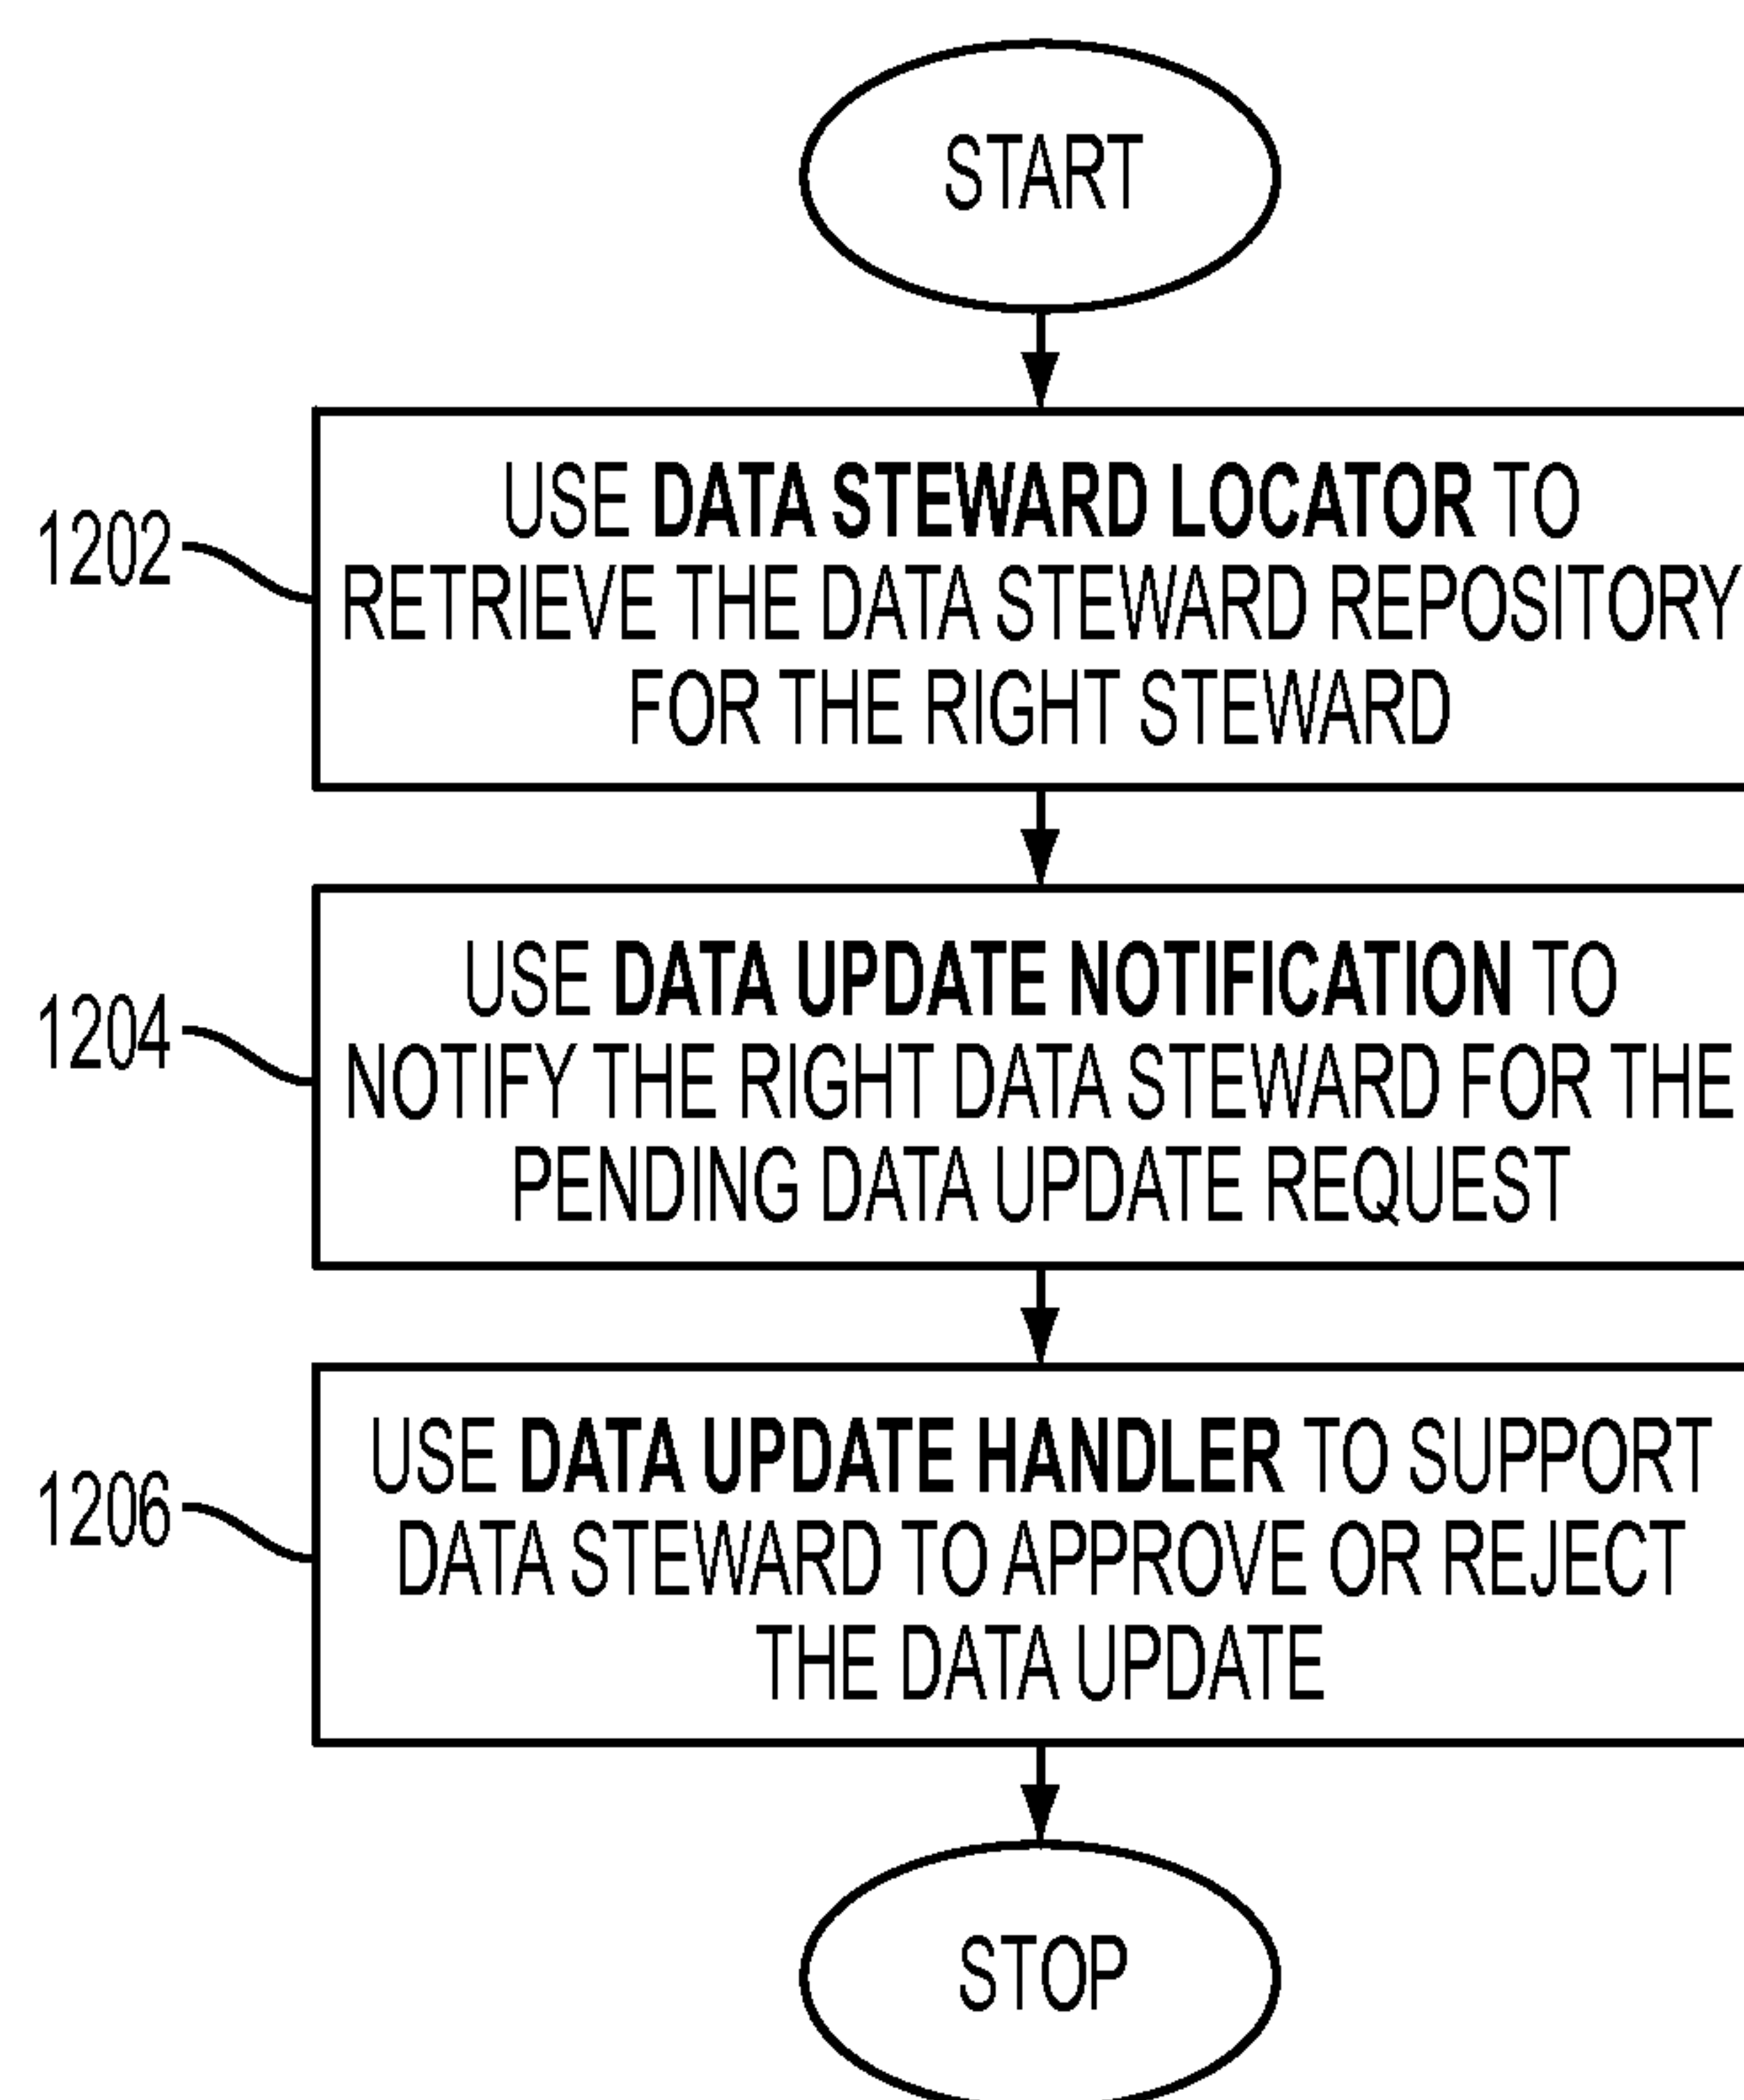 START
USE DATA STEWARD LOCATOR TO
RETRIEVE THE DATA STEWARD REPOSITORY
FOR THE RIGHT STEWARD
1202
USE DATA UPDATE NOTIFICATION TO
NOTIFY THE RIGHT DATA STEWARD FOR THE
PENDING DATA UPDATE REQUEST
1204
USE DATA UPDATE HANDLER TO SUPPORT
DATA STEWARD TO APPROVE OR REJECT
THE DATA UPDATE
1206
STOP